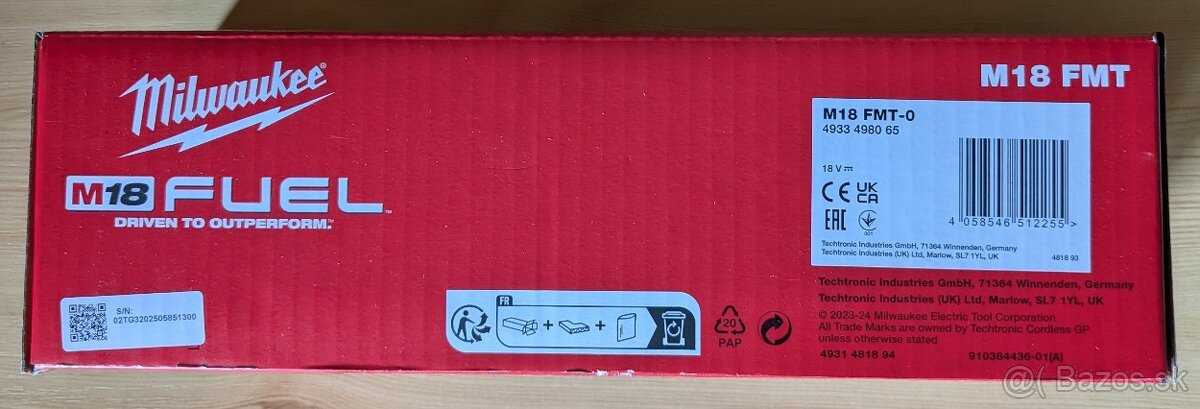 Milwaukee®
M18 FUEL™
DRIVEN TO OUTPERFORM.™
S/N:
02TG3202505851300
FR
20
PAP
M18 FMT
M18 FMT-0
4933 4980 65
18 V
CE UK CA
EAC 001
4 058546 512255 >
Techtronic Industries GmbH, 71364 Winnenden, Germany
Techtronic Industries (UK) Ltd, Marlow, SL7 1YL, UK
4818 93
Techtronic Industries GmbH, 71364 Winnenden, Germany
Techtronic Industries (UK) Ltd, Marlow, SL7 1YL, UK
© 2023-24 Milwaukee Electric Tool Corporation
All Trade Marks are owned by Techtronic Cordless GP
unless otherwise stated
4931 4818 94 910384436-01(A)
@( Bazos.sk